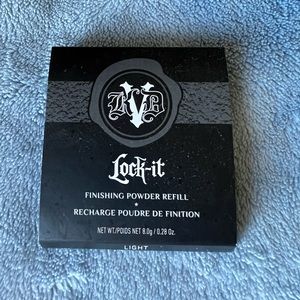 KVD
Lock-it
FINISHING POWDER REFILL
RECHARGE POUDRE DE FINITION
NET WT/POIDS NET 8.0g / 0.28 Oz.
LIGHT